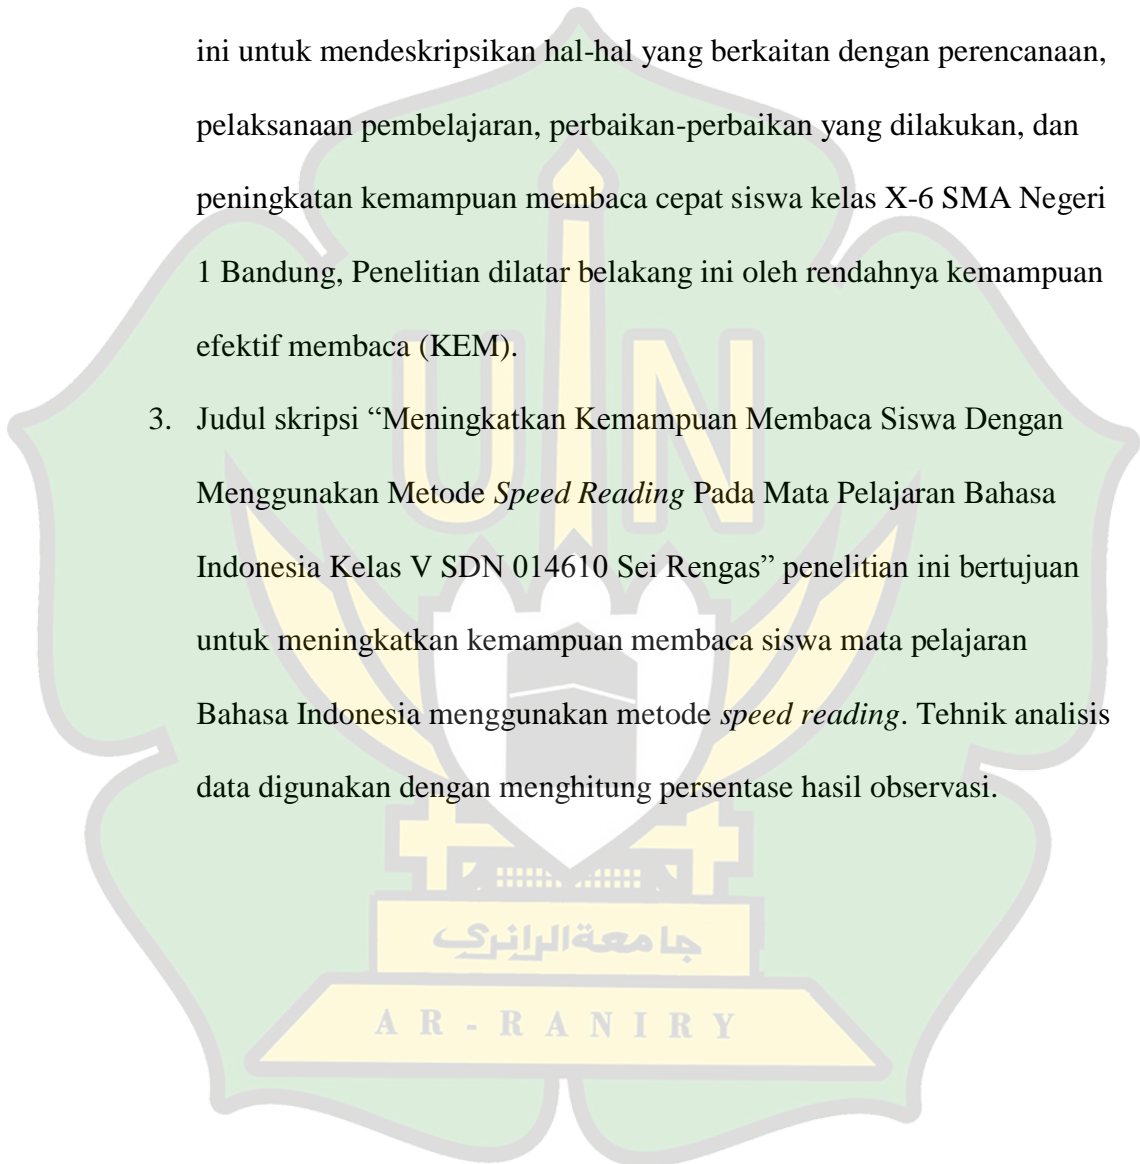 ini untuk mendeskripsikan hal-hal yang berkaitan dengan perencanaan,
pelaksanaan pembelajaran, perbaikan-perbaikan yang dilakukan, dan
peningkatan kemampuan membaca cepat siswa kelas X-6 SMA Negeri
1 Bandung, Penelitian dilatar belakang ini oleh rendahnya kemampuan
efektif membaca (KEM).
3. Judul skripsi “Meningkatkan Kemampuan Membaca Siswa Dengan
Menggunakan Metode Speed Reading Pada Mata Pelajaran Bahasa
Indonesia Kelas V SDN 014610 Sei Rengas” penelitian ini bertujuan
untuk meningkatkan kemampuan membaca siswa mata pelajaran
Bahasa Indonesia menggunakan metode speed reading. Tehnik analisis
data digunakan dengan menghitung persentase hasil observasi.
UIN
جامعة الرانري
AR-RANIRY